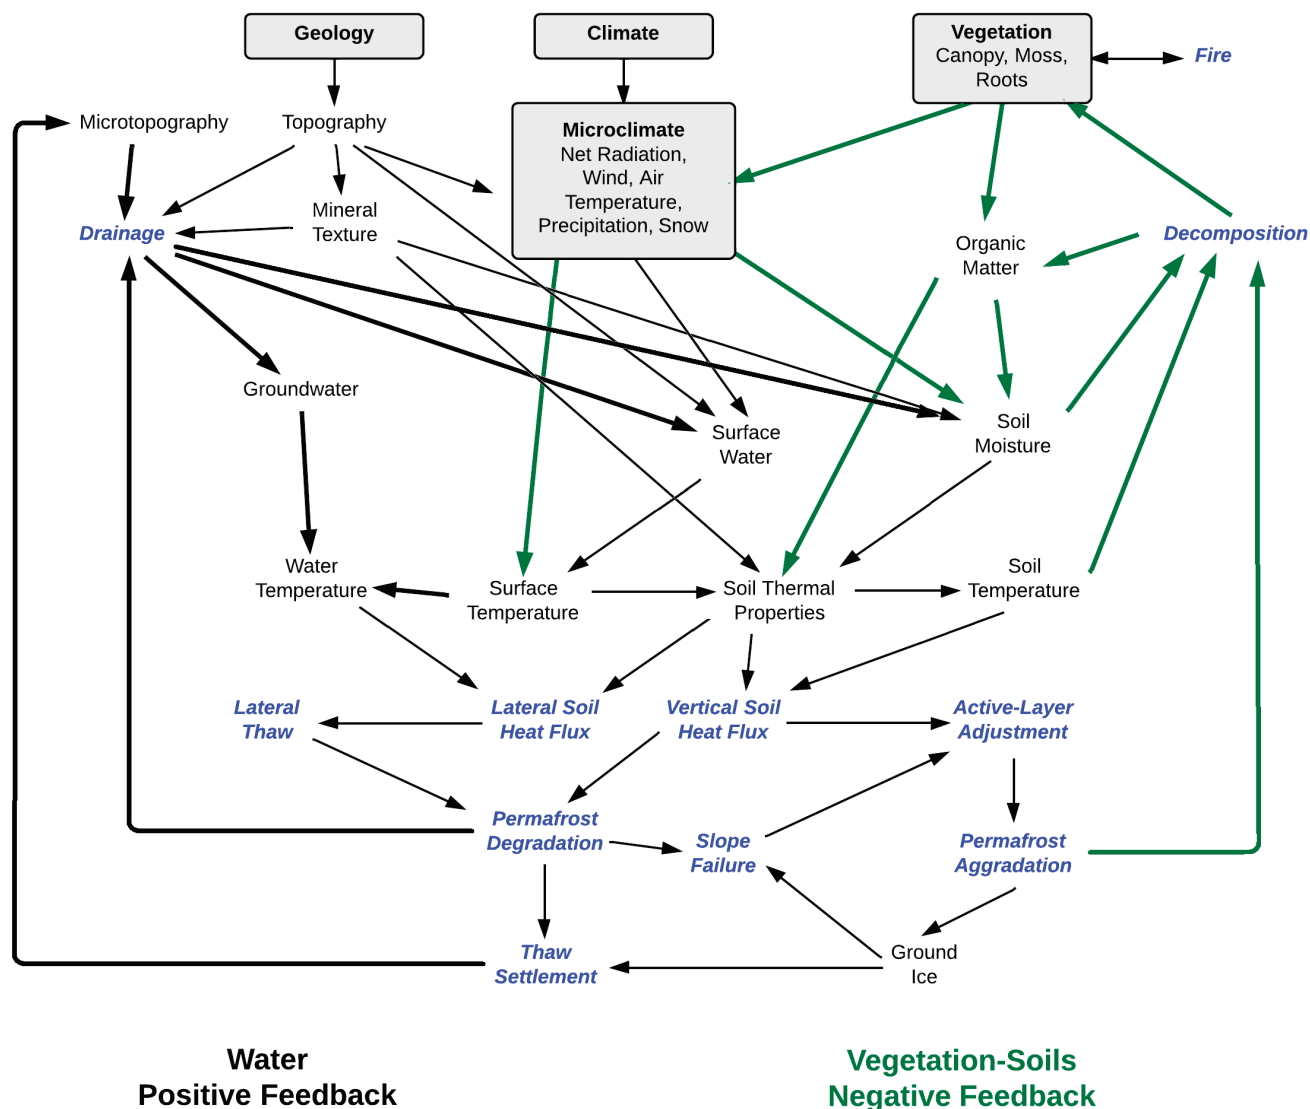 Geology
Climate
Vegetation
Canopy, Moss,
Roots
Fire
Microtopography
Topography
Microclimate
Net Radiation,
Wind, Air
Temperature,
Precipitation, Snow
Mineral
Texture
Drainage
Organic
Matter
Decomposition
Groundwater
Surface
Water
Soil
Moisture
Water
Temperature
Surface
Temperature
Soil Thermal
Properties
Soil
Temperature
Lateral
Thaw
Lateral Soil
Heat Flux
Vertical Soil
Heat Flux
Active-Layer
Adjustment
Permafrost
Degradation
Slope
Failure
Permafrost
Aggradation
Thaw
Settlement
Ground
Ice
Water
Positive Feedback
Vegetation-Soils
Negative Feedback